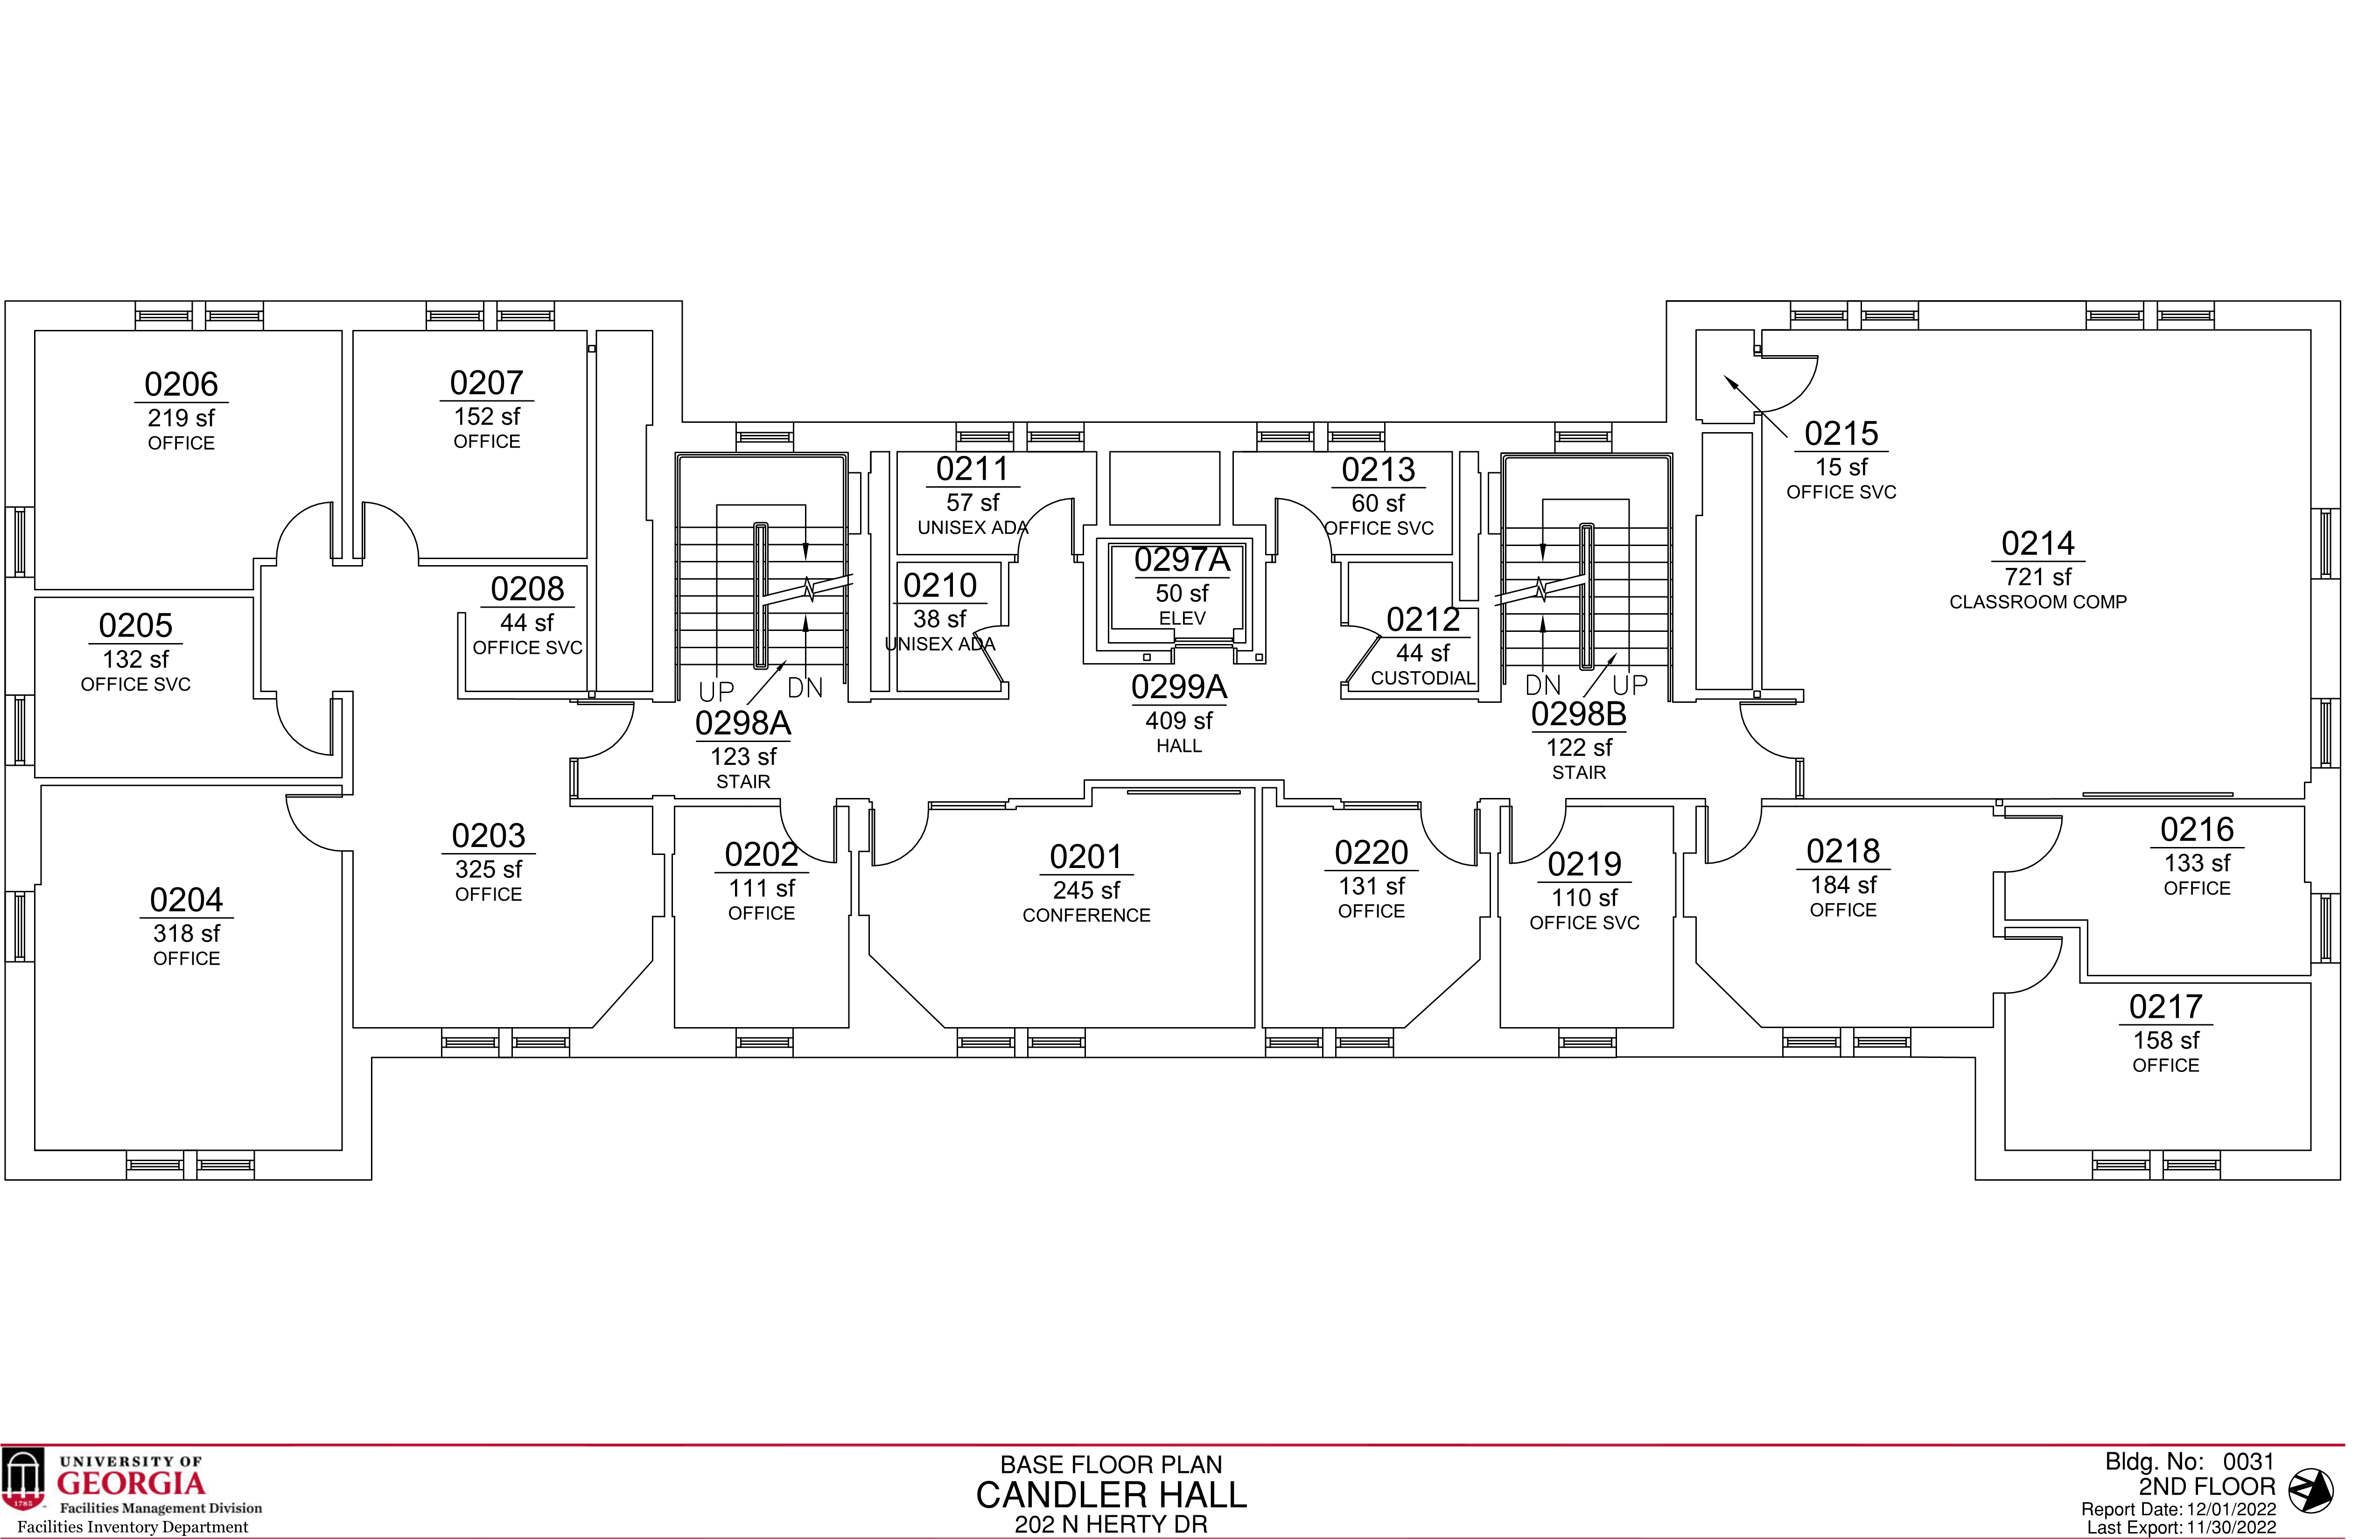 0206
219 sf
OFFICE
0207
152 sf
OFFICE
0205
132 sf
OFFICE SVC
0208
44 sf
OFFICE SVC
0204
318 sf
OFFICE
0203
325 sf
OFFICE
UP
DN
0298A
123 sf
STAIR
0202
111 sf
OFFICE
0211
57 sf
UNISEX ADA
0210
38 sf
UNISEX ADA
0297A
50 sf
ELEV
0299A
409 sf
HALL
0201
245 sf
CONFERENCE
0213
60 sf
OFFICE SVC
0212
44 sf
CUSTODIAL
DN
UP
0298B
122 sf
STAIR
0220
131 sf
OFFICE
0219
110 sf
OFFICE SVC
0215
15 sf
OFFICE SVC
0214
721 sf
CLASSROOM COMP
0218
184 sf
OFFICE
0216
133 sf
OFFICE
0217
158 sf
OFFICE
1785
UNIVERSITY OF
GEORGIA
Facilities Management Division
Facilities Inventory Department
BASE FLOOR PLAN
CANDLER HALL
202 N HERTY DR
Bldg. No: 0031
2ND FLOOR
Report Date: 12/01/2022
Last Export: 11/30/2022